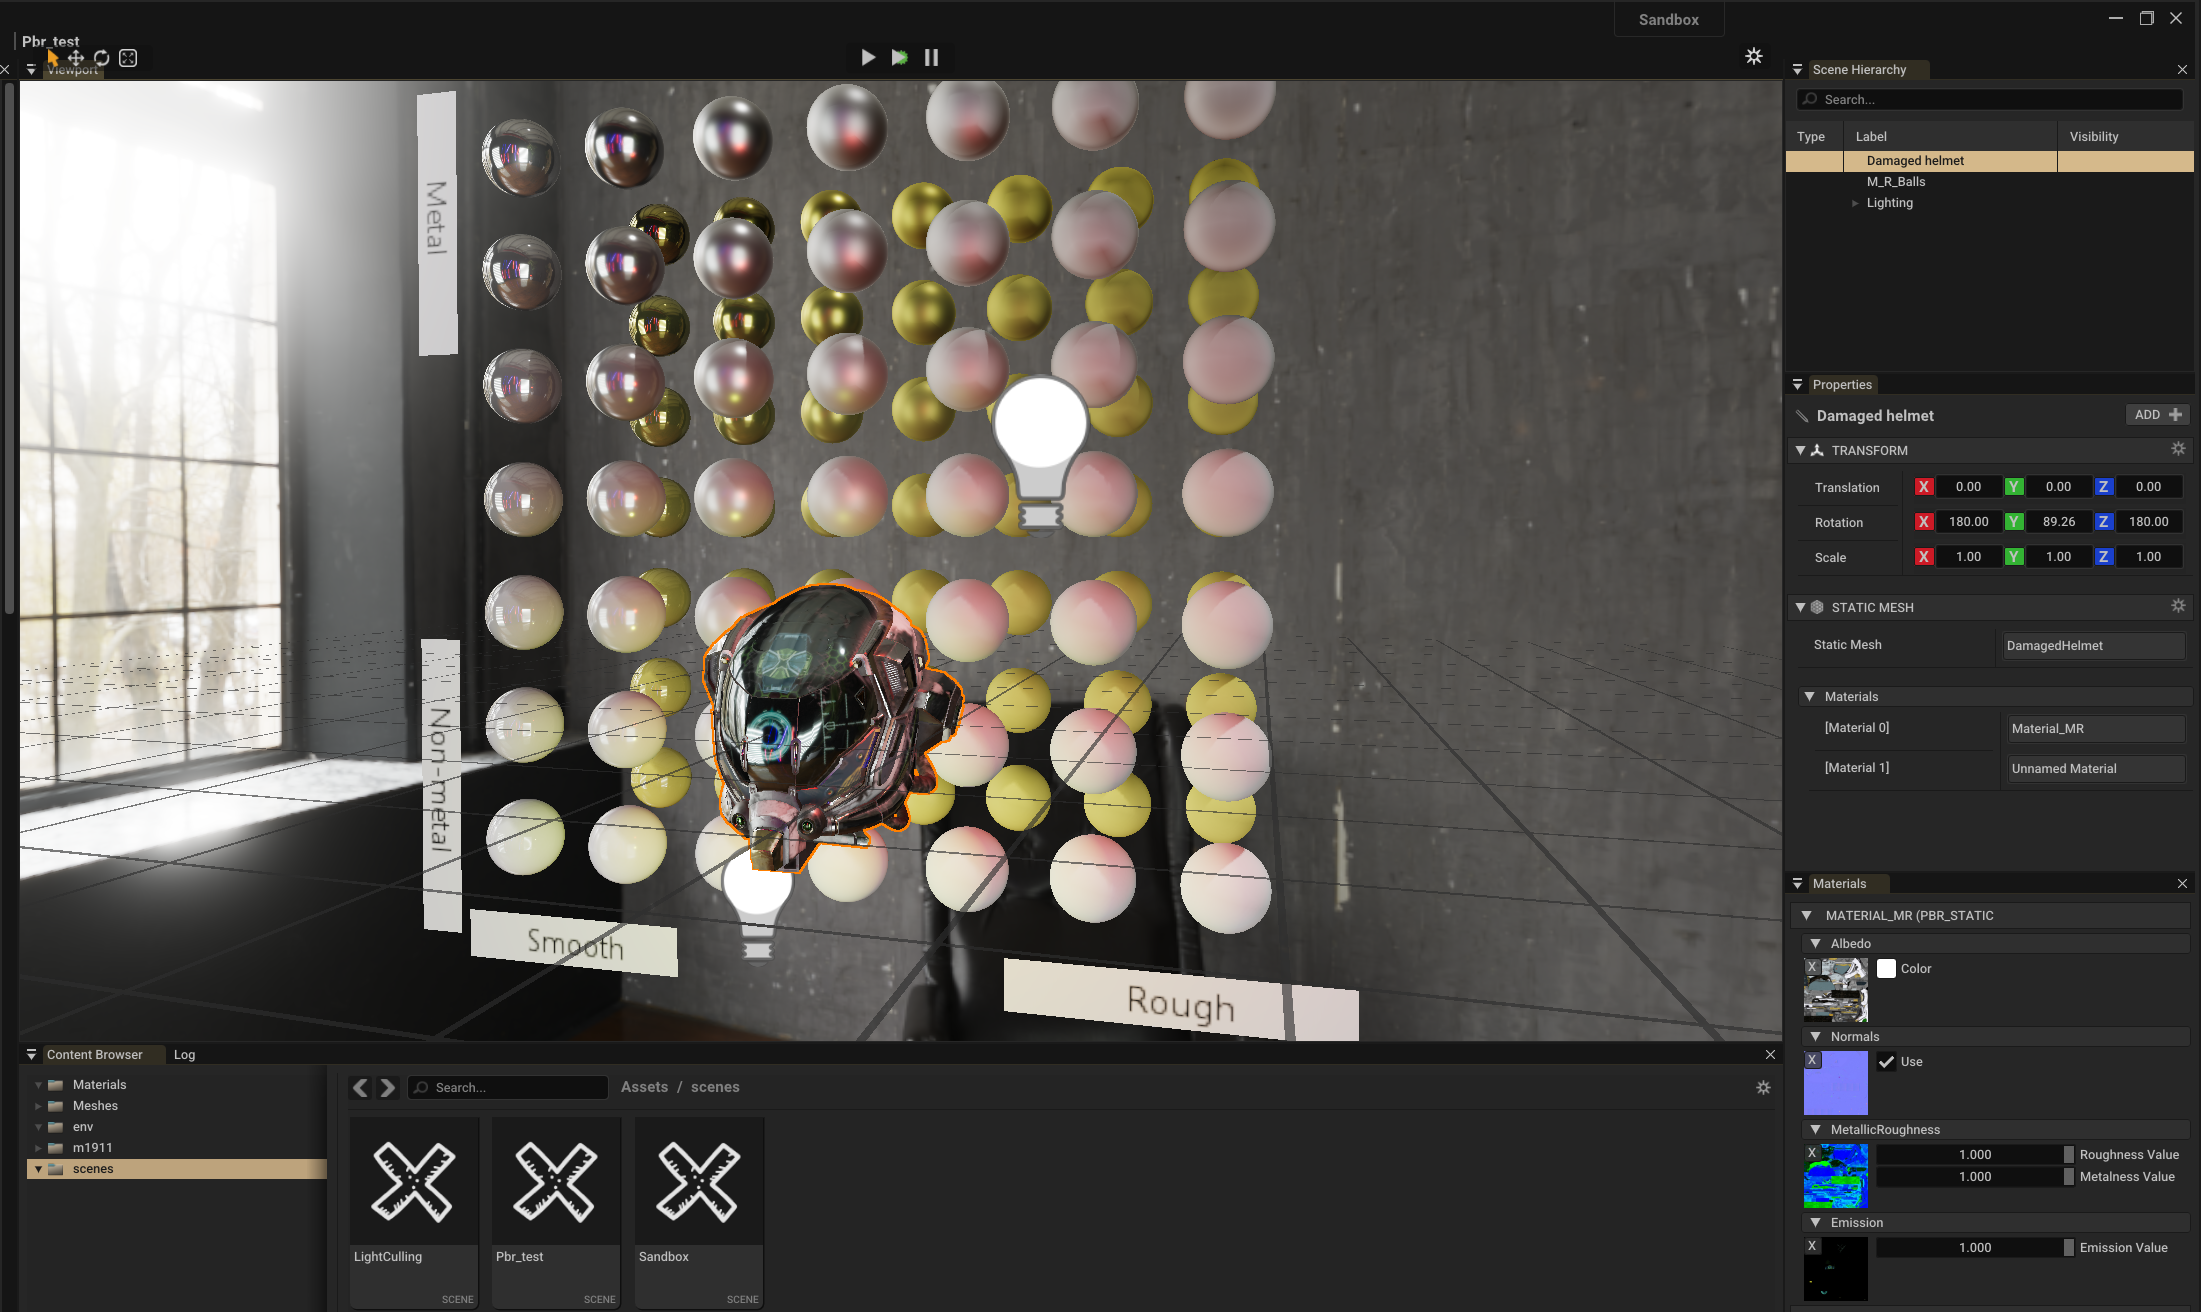 Sandbox
Pbr_test
Viewport
Metal
Non-metal
Smooth
Rough
Scene Hierarchy
Search...
Type Label Visibility
Damaged helmet
M_R_Balls
Lighting
Properties
Damaged helmet ADD
TRANSFORM
Translation X 0.00 Y 0.00 Z 0.00
Rotation X 180.00 Y 89.26 Z 180.00
Scale X 1.00 Y 1.00 Z 1.00
STATIC MESH
Static Mesh DamagedHelmet
Materials
[Material 0] Material_MR
[Material 1] Unnamed Material
Materials
MATERIAL_MR (PBR_STATIC
Albedo
X Color
Normals
X Use
MetallicRoughness
X 1.000 Roughness Value
1.000 Metalness Value
Emission
X 1.000 Emission Value
Content Browser Log
Materials
Meshes
env
m1911
scenes
Search... Assets / scenes
LightCulling
SCENE
Pbr_test
SCENE
Sandbox
SCENE